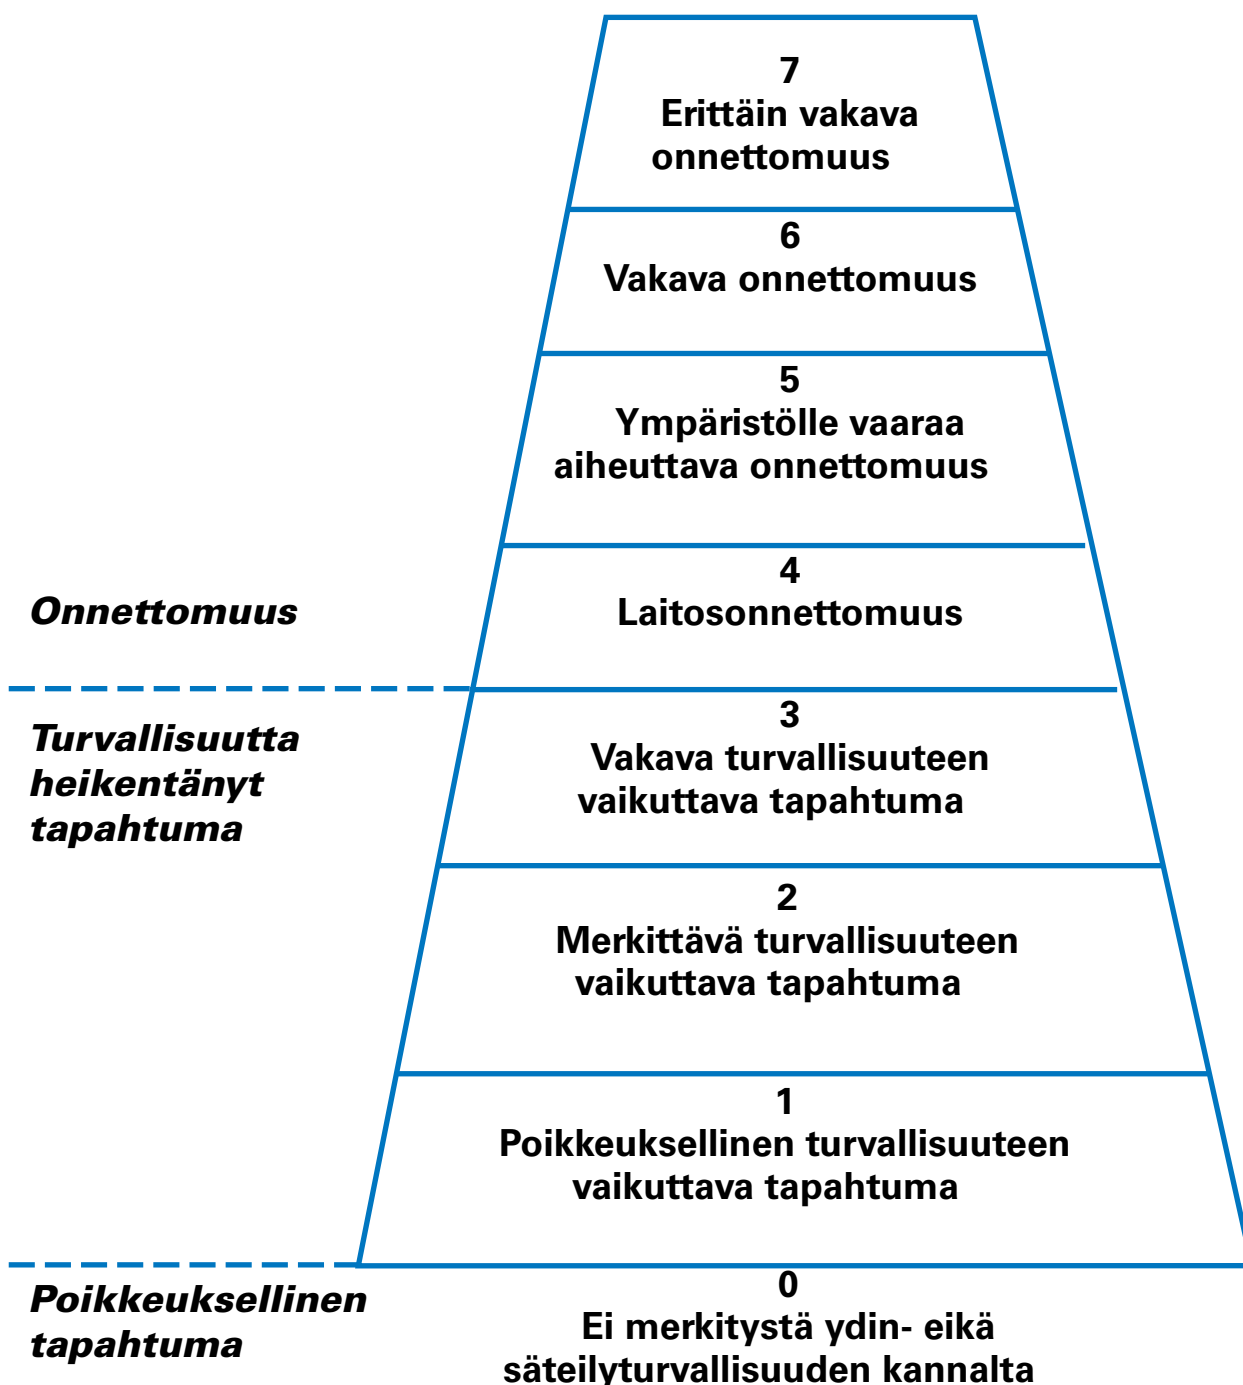 7
Erittäin vakava
onnettomuus
6
Vakava onnettomuus
5
Ympäristölle vaaraa
aiheuttava onnettomuus
4
Laitosonnettomuus
Onnettomuus
3
Vakava turvallisuuteen
vaikuttava tapahtuma
Turvallisuutta
heikentänyt
tapahtuma
2
Merkittävä turvallisuuteen
vaikuttava tapahtuma
1
Poikkeuksellinen turvallisuuteen
vaikuttava tapahtuma
0
Ei merkitystä ydin- eikä
säteilyturvallisuuden kannalta
Poikkeuksellinen
tapahtuma